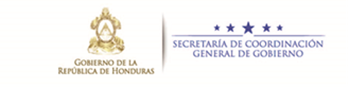 GOBIERNO DE LA
REPÚBLICA DE HONDURAS
SECRETARÍA DE COORDINACIÓN
GENERAL DE GOBIERNO